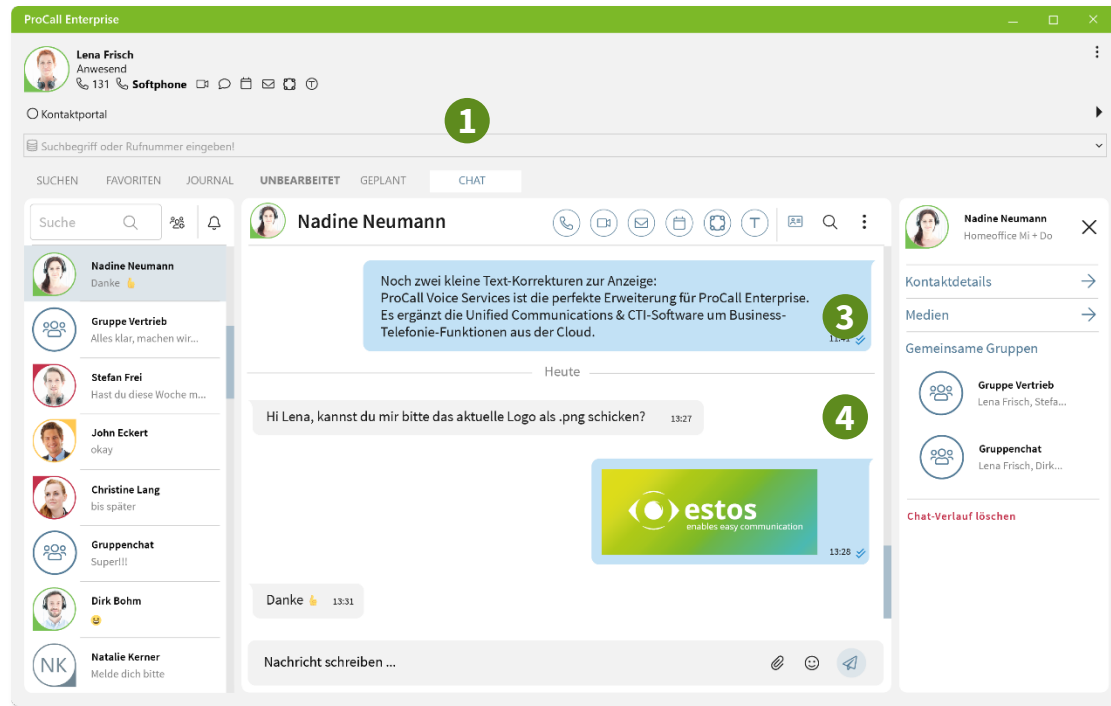 ProCall Enterprise
Lena Frisch
Anwesend
131 Softphone
Kontaktportal
1
Suchbegriff oder Rufnummer eingeben!
SUCHEN FAVORITEN JOURNAL UNBEARBEITET GEPLANT CHAT
Suche
Nadine Neumann
Danke
Gruppe Vertrieb
Alles klar, machen wir...
Stefan Frei
Hast du diese Woche m...
John Eckert
okay
Christine Lang
bis später
Gruppenchat
Super!!!
Dirk Bohm
NK
Natalie Kerner
Melde dich bitte
Nadine Neumann
T
Noch zwei kleine Text-Korrekturen zur Anzeige:
ProCall Voice Services ist die perfekte Erweiterung für ProCall Enterprise.
Es ergänzt die Unified Communications & CTI-Software um Business-
Telefonie-Funktionen aus der Cloud.
3
Heute
Hi Lena, kannst du mir bitte das aktuelle Logo als .png schicken? 13:27
4
estos
enables easy communication
13:28
Danke 13:31
Nachricht schreiben ...
Nadine Neumann
Homeoffice Mi + Do
Kontaktdetails
Medien
Gemeinsame Gruppen
Gruppe Vertrieb
Lena Frisch, Stefa...
Gruppenchat
Lena Frisch, Dirk...
Chat-Verlauf löschen